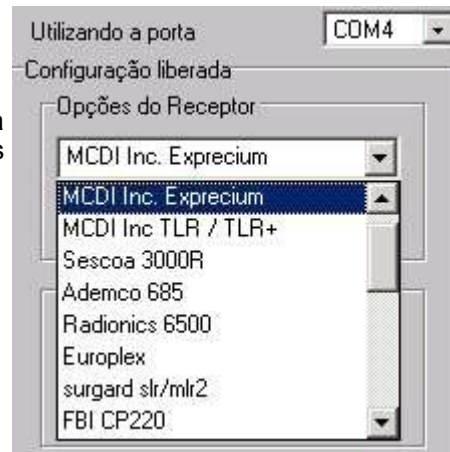 Utilizando a porta COM4
Configuração liberada
Opções do Receptor
a
s
MCDI Inc. Exprecium
MCDI Inc. Exprecium
MCDI Inc TLR / TLR+
Sescoa 3000R
Ademco 685
Radionics 6500
Europlex
surgard slr/mlr2
FBI CP220